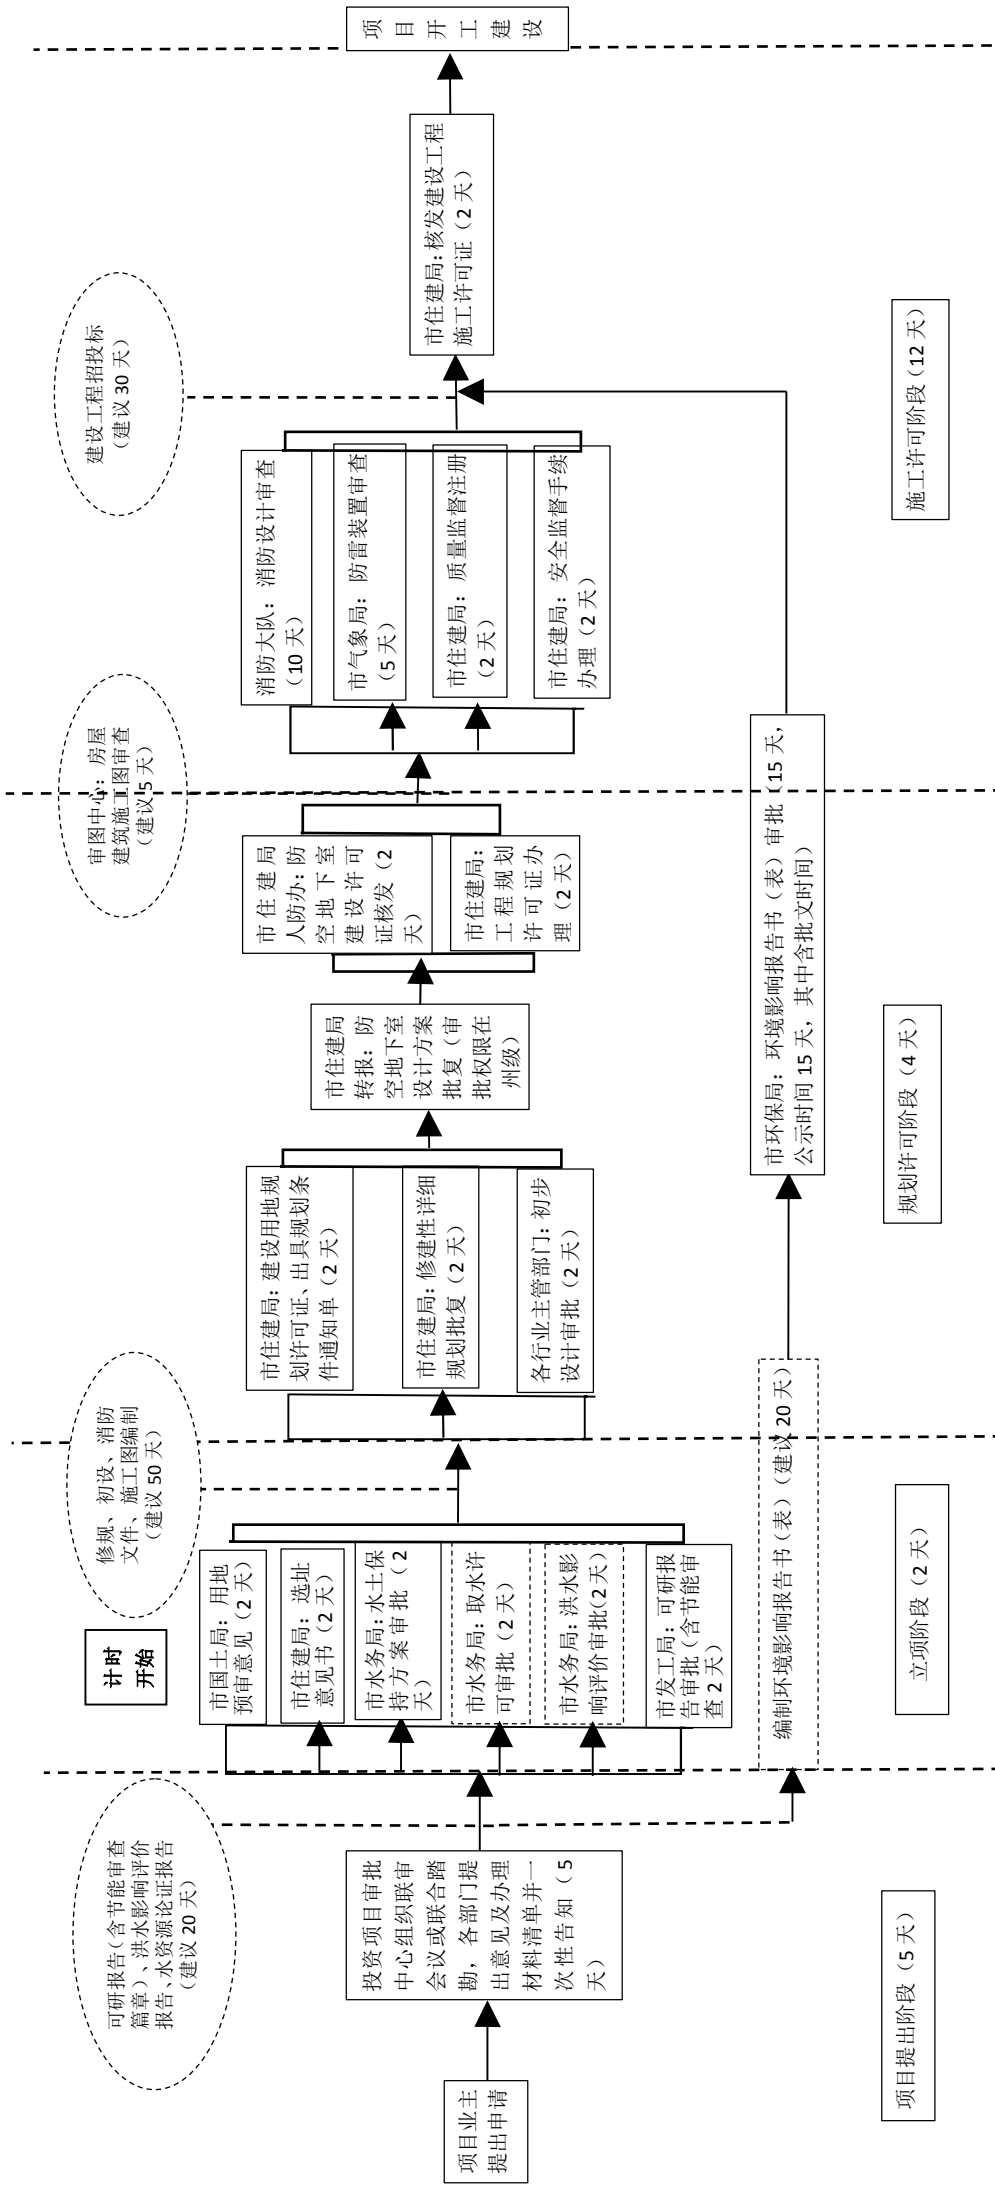 项目业主
提出申请
投资项目审批
中心组织联审
会议或联合踏
勘，各部门提
出意见及办理
材料清单并一
次性告知（5
天）
可研报告（含节能审查
篇章）、洪水影响评价
报告、水资源论证报告
（建议 20 天）
计时
开始
市国土局：用地
预审意见（2 天）
市住建局：选址
意见书（2 天）
市水务局：水土保
持方案审批（2
天）
市水务局：取水许
可审批（2 天）
市水务局：洪水影
响评价审批(2 天)
市发工局：可研报
告审批(含节能审
查 2 天)
编制环境影响报告书（表）（建议 20 天）
修规、初设、消防
文件、施工图编制
（建议 50 天）
市住建局：建设用地规
划许可证、出具规划条
件通知单（2 天）
市住建局：修建性详细
规划批复（2 天）
各行业主管部门：初步
设计审批（2 天）
市住建局
转报：防
空地下室
设计方案
批复（审
批权限在
州级）
市住建局
人防办：防
空地下室
建设许可
证核发（2
天）
市住建局：
工程规划
许可证办
理（2 天）
审图中心：房屋
建筑施工图审查
（建议 5 天）
市环保局：环境影响报告书（表）审批（15 天，
公示时间 15 天，其中含批文时间）
消防大队：消防设计审查
（10 天）
市气象局：防雷装置审查
（5 天）
市住建局：质量监督注册
（2 天）
市住建局：安全监督手续
办理（2 天）
建设工程招投标
（建议 30 天）
市住建局：核发建设工程
施工许可证（2 天）
项目开工建设
项目提出阶段（5 天）
立项阶段（2 天）
规划许可阶段（4 天）
施工许可阶段（12 天）